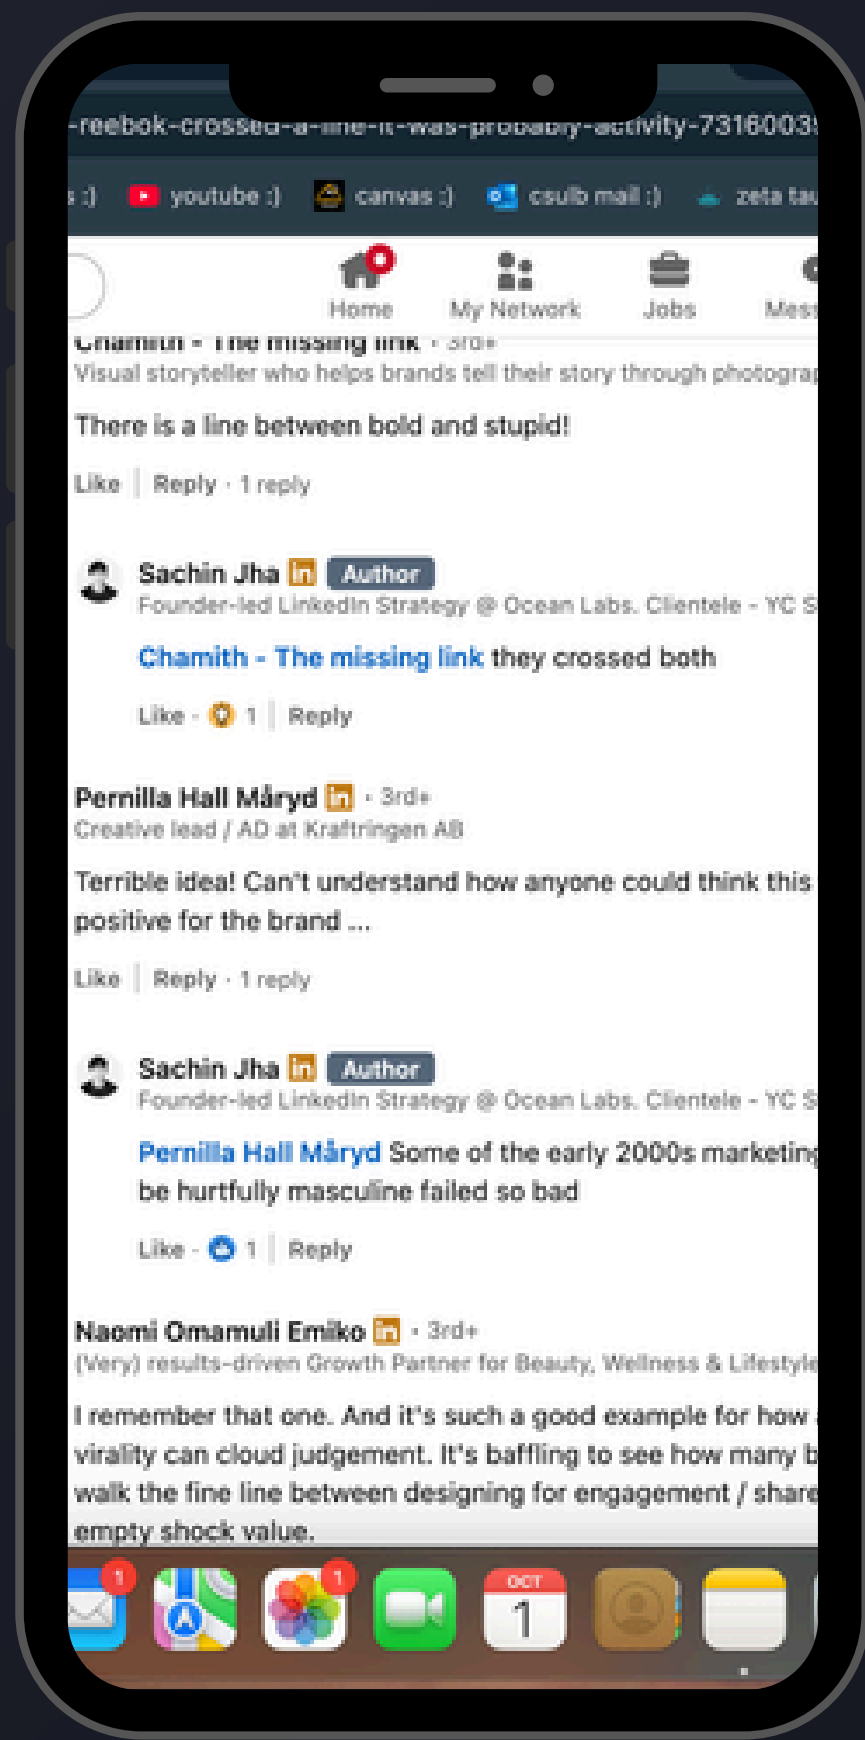 -reebok-crossed-a-line-it-was-probably-activity-7316003
s :) youtube :) canvas :) csulb mail :) zeta tau
Home My Network Jobs Mess
Chamith - The missing link · 3rd+
Visual storyteller who helps brands tell their story through photograp
There is a line between bold and stupid!
Like | Reply · 1 reply
Sachin Jha in Author
Founder-led LinkedIn Strategy @ Ocean Labs. Clientele - YC S
Chamith - The missing link they crossed both
Like · 1 | Reply
Pernilla Hall Måryd in · 3rd+
Creative lead / AD at Kraftringen AB
Terrible idea! Can't understand how anyone could think this
positive for the brand ...
Like | Reply · 1 reply
Sachin Jha in Author
Founder-led LinkedIn Strategy @ Ocean Labs. Clientele - YC S
Pernilla Hall Måryd Some of the early 2000s marketing
be hurtfully masculine failed so bad
Like · 1 | Reply
Naomi Omamuli Emiko in · 3rd+
(Very) results-driven Growth Partner for Beauty, Wellness & Lifestyle
I remember that one. And it's such a good example for how
virality can cloud judgement. It's baffling to see how many b
walk the fine line between designing for engagement / share
empty shock value.
1 1 OCT
1